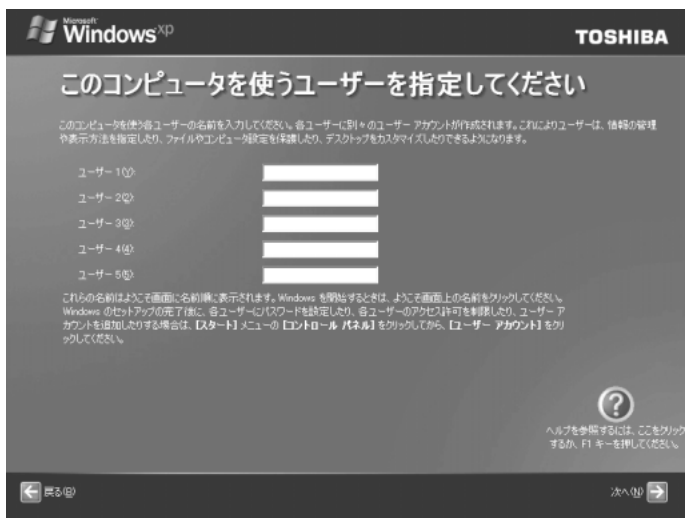 Microsoft
Windows xp
TOSHIBA
このコンピュータを使うユーザーを指定してください
このコンピュータを使う各ユーザーの名前を入力してください。各ユーザーに別々のユーザー アカウントが作成されます。これによりユーザーは、情報の管理
や表示方法を指定したり、ファイルやコンピュータ設定を保護したり、デスクトップをカスタマイズしたりできるようになります。
ユーザー 1(Y):
ユーザー 2(2):
ユーザー 3(3):
ユーザー 4(4):
ユーザー 5(5):
これらの名前はようこそ画面に名前順に表示されます。Windows を開始するときは、ようこそ画面上の名前をクリックしてください。
Windows のセットアップの完了後に、各ユーザーにパスワードを設定したり、各ユーザーのアクセス許可を制限したり、ユーザー ア
カウントを追加したりする場合は、[スタート] メニューの [コントロール パネル] をクリックしてから、[ユーザー アカウント] をクリ
ックしてください。
?
ヘルプを参照するには、ここをクリック
するか、F1 キーを押してください。
戻る(B)
次へ(N)